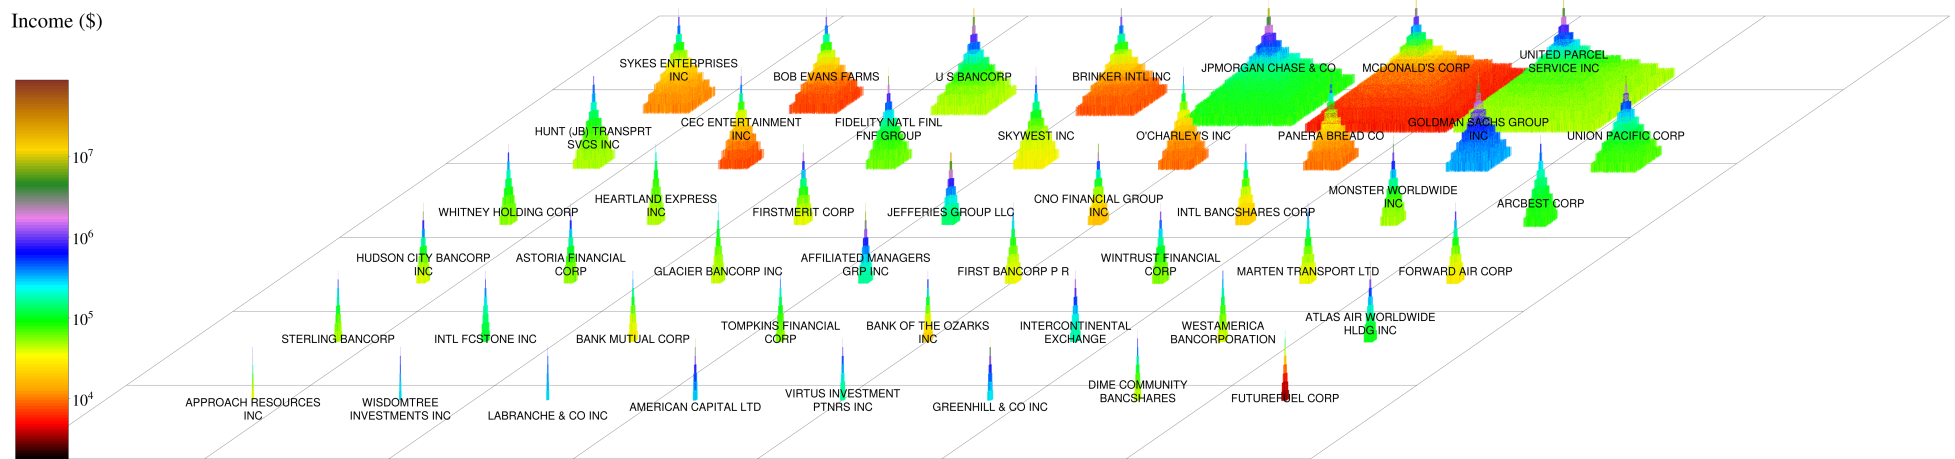 Income ($)
10^7
10^6
10^5
10^4
SYKES ENTERPRISES
INC
BOB EVANS FARMS
U S BANCORP
BRINKER INTL INC
JPMORGAN CHASE & CO
MCDONALD'S CORP
UNITED PARCEL
SERVICE INC
HUNT (JB) TRANSPRT
SVCS INC
CEC ENTERTAINMENT
INC
FIDELITY NATL FINL
FNF GROUP
SKYWEST INC
O'CHARLEY'S INC
PANERA BREAD CO
GOLDMAN SACHS GROUP
INC
UNION PACIFIC CORP
WHITNEY HOLDING CORP
HEARTLAND EXPRESS
INC
FIRSTMERIT CORP
JEFFERIES GROUP LLC
CNO FINANCIAL GROUP
INC
INTL BANCSHARES CORP
MONSTER WORLDWIDE
INC
ARCBEST CORP
HUDSON CITY BANCORP
INC
ASTORIA FINANCIAL
CORP
GLACIER BANCORP INC
AFFILIATED MANAGERS
GRP INC
FIRST BANCORP P R
WINTRUST FINANCIAL
CORP
MARTEN TRANSPORT LTD
FORWARD AIR CORP
STERLING BANCORP
INTL FCSTONE INC
BANK MUTUAL CORP
TOMPKINS FINANCIAL
CORP
BANK OF THE OZARKS
INC
INTERCONTINENTAL
EXCHANGE
WESTAMERICA
BANCORPORATION
ATLAS AIR WORLDWIDE
HLDG INC
APPROACH RESOURCES
INC
WISDOMTREE
INVESTMENTS INC
LABRANCHE & CO INC
AMERICAN CAPITAL LTD
VIRTUS INVESTMENT
PTNRS INC
GREENHILL & CO INC
DIME COMMUNITY
BANCSHARES
FUTUREFUEL CORP